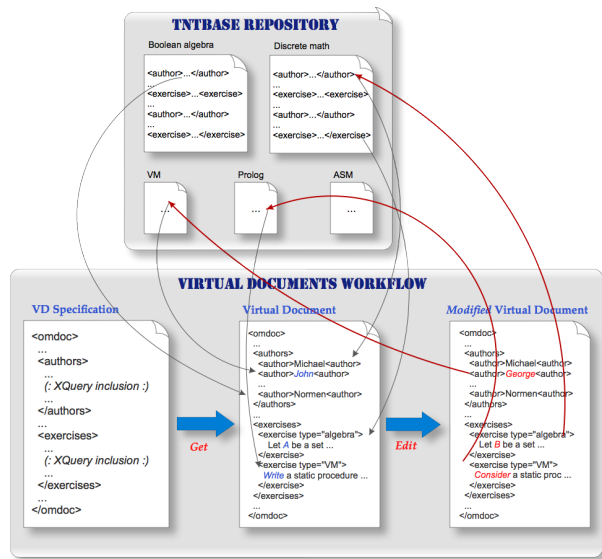 TNTBASE REPOSITORY
Boolean algebra
<author>...</author>
...
<exercise>...<exercise>
...
<author>...</author>
...
<exercise>...</exercise>
Discrete math
<author>...</author>
...
<exercise>...<exercise>
...
<author>...</author>
...
<exercise>...</exercise>
VM
...
Prolog
...
ASM
...
VIRTUAL DOCUMENTS WORKFLOW
VD Specification
<omdoc>
...
<authors>
...
(: XQuery inclusion :)
...
</authors>
...
<exercises>
...
(: XQuery inclusion :)
...
</exercises>
...
</omdoc>
Get
Virtual Document
<omdoc>
...
<authors>
<author>Michael<author>
<author>John<author>
...
<author>Normen<author>
</authors>
...
<exercises>
<exercise type="algebra">
Let A be a set ...
</exercise>
<exercise type="VM">
Write a static procedure ...
</exercise>
</exercises>
...
</omdoc>
Edit
Modified Virtual Document
<omdoc>
...
<authors>
<author>Michael<author>
<author>George<author>
...
<author>Normen<author>
</authors>
...
<exercises>
<exercise type="algebra">
Let B be a set ...
</exercise>
<exercise type="VM">
Consider a static proc ...
</exercise>
</exercises>
...
</omdoc>